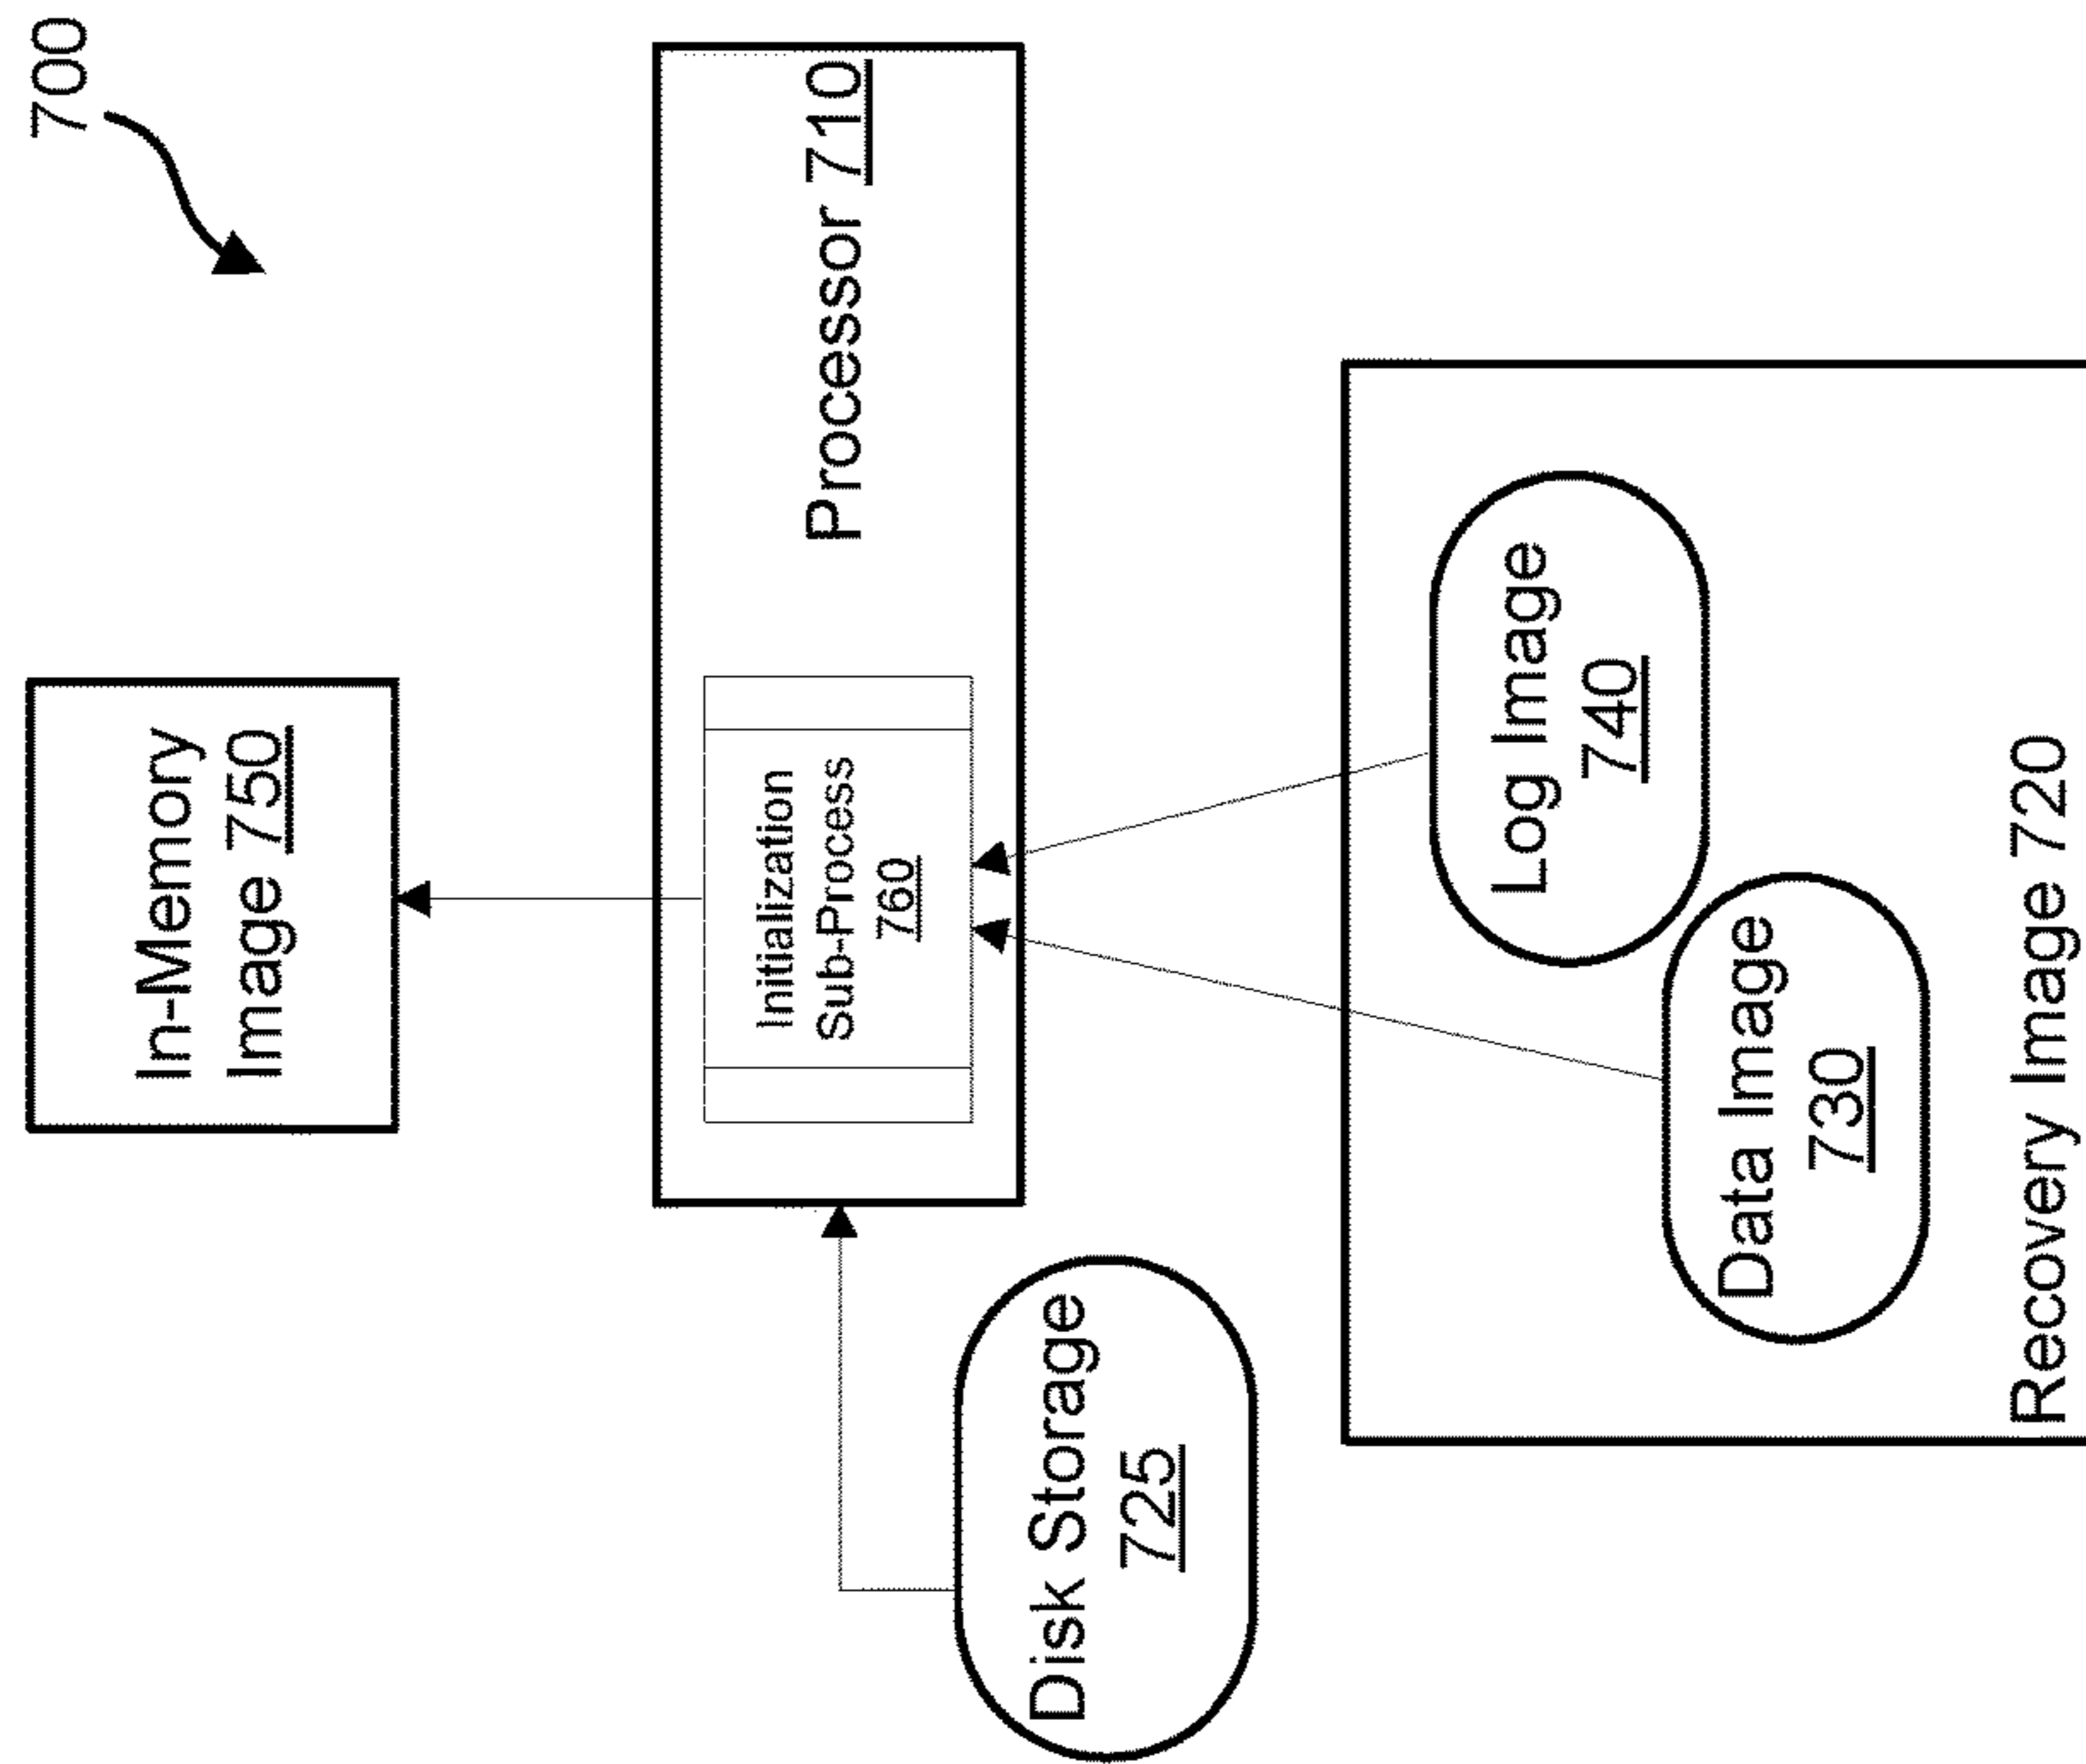 700
In-Memory
Image 750
Processor 710
Initialization
Sub-Process
760
Disk Storage
725
Log Image
740
Data Image
730
Recovery Image 720